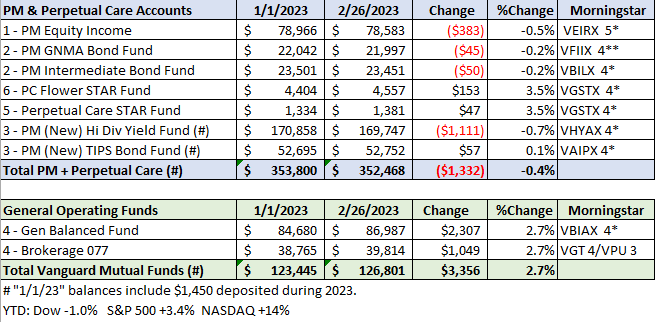 PM & Perpetual Care Accounts 1/1/2023 2/26/2023 Change %Change Morningstar
1 - PM Equity Income $ 78,966 $ 78,583 ($383) -0.5% VEIRX 5*
2 - PM GNMA Bond Fund $ 22,042 $ 21,997 ($45) -0.2% VFIIX 4**
2 - PM Intermediate Bond Fund $ 23,501 $ 23,451 ($50) -0.2% VBILX 4*
6 - PC Flower STAR Fund $ 4,404 $ 4,557 $153 3.5% VGSTX 4*
5 - Perpetual Care STAR Fund $ 1,334 $ 1,381 $47 3.5% VGSTX 4*
3 - PM (New) Hi Div Yield Fund (#) $ 170,858 $ 169,747 ($1,111) -0.7% VHYAX 4*
3 - PM (New) TIPS Bond Fund (#) $ 52,695 $ 52,752 $57 0.1% VAIPX 4*
Total PM + Perpetual Care (#) $ 353,800 $ 352,468 ($1,332) -0.4%
General Operating Funds 1/1/2023 2/26/2023 Change %Change Morningstar
4 - Gen Balanced Fund $ 84,680 $ 86,987 $2,307 2.7% VBIAX 4*
4 - Brokerage 077 $ 38,765 $ 39,814 $1,049 2.7% VGT 4/VPU 3
Total Vanguard Mutual Funds (#) $ 123,445 $ 126,801 $3,356 2.7%
# "1/1/23" balances include $1,450 deposited during 2023.
YTD: Dow -1.0% S&P 500 +3.4% NASDAQ +14%